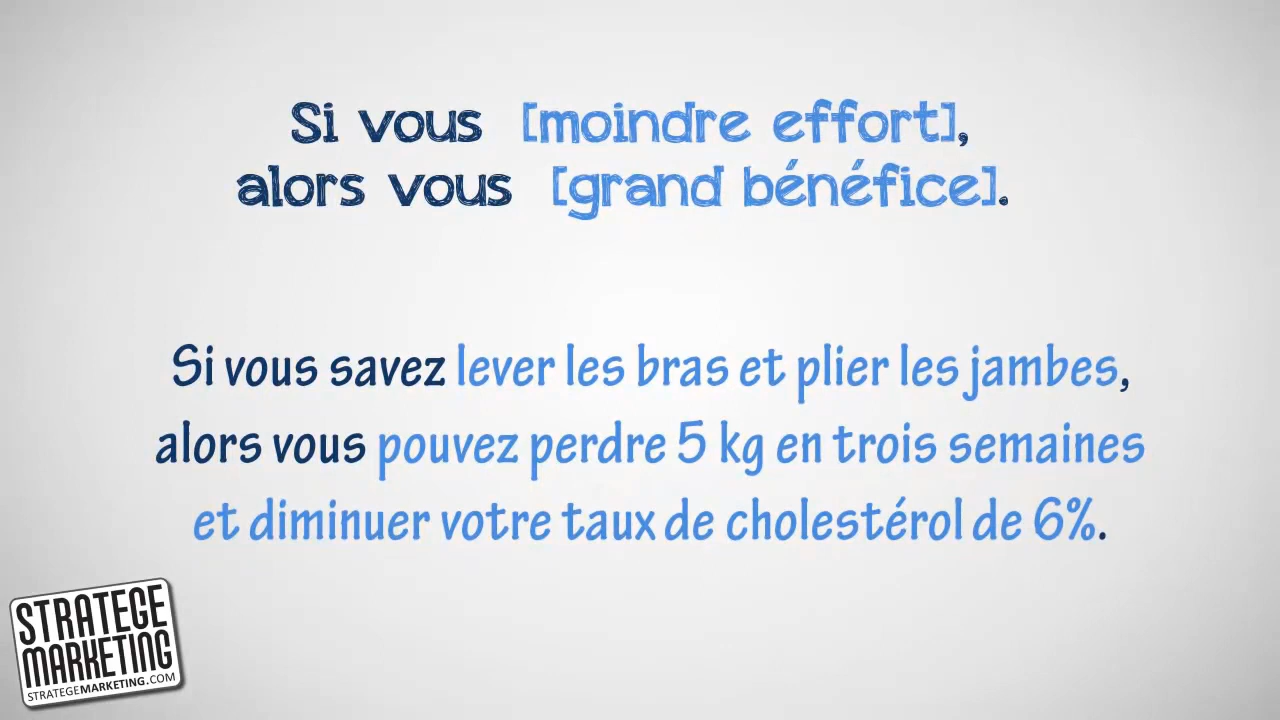 Si vous [moindre effort],
alors vous [grand bénéfice].
Si vous savez lever les bras et plier les jambes,
alors vous pouvez perdre 5 kg en trois semaines
et diminuer votre taux de cholestérol de 6%.
STRATEGE
MARKETING
STRATEGEMARKETING.COM